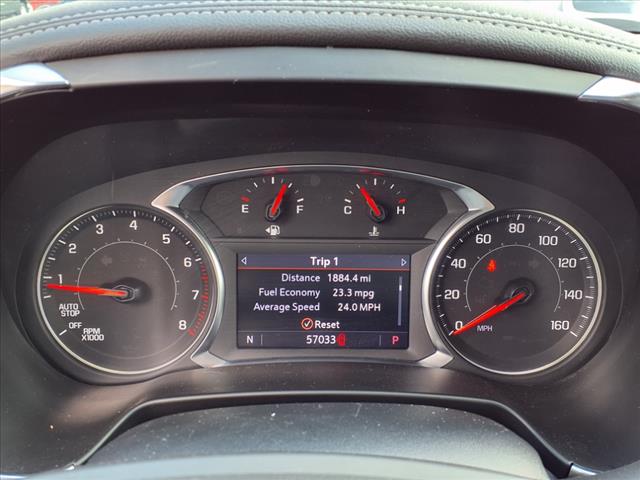 E F
C H
1 2 3 4 5 6 7 8
AUTO
STOP
OFF
RPM
X1000
Trip 1
Distance 1884.4 mi
Fuel Economy 23.3 mpg
Average Speed 24.0 MPH
Reset
N 57033 P
0 20 40 60 80 100 120 140 160
MPH